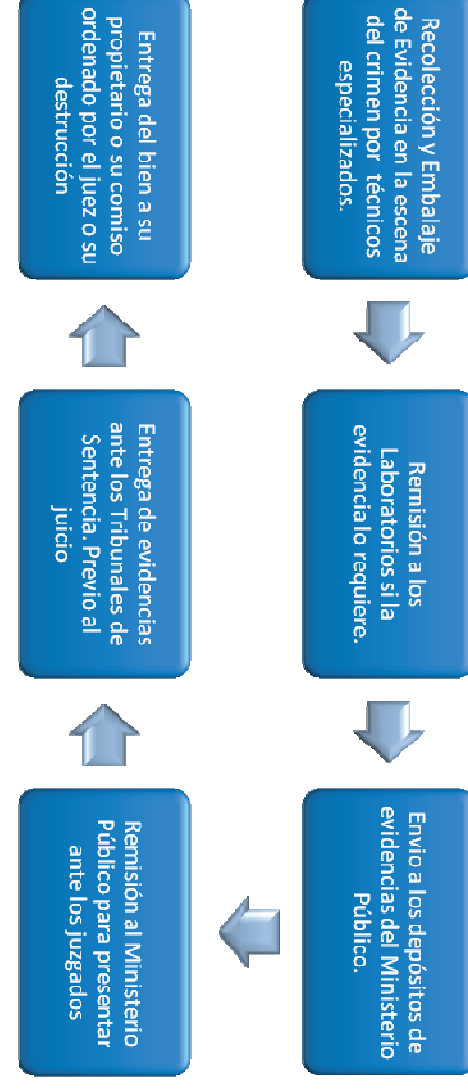 Recolección y Embalaje
de Evidencia en la escena
del crimen por técnicos
especializados.
Remisión a los
Laboratorios si la
evidencia lo requiere.
Envio a los depósitos de
evidencias del Ministerio
Público.
Remisión al Ministerio
Público para presentar
ante los juzgados
Entrega de evidencias
ante los Tribunales de
Sentencia. Previo al
juicio
Entrega del bien a su
propietario o su comiso
ordenado por el juez o su
destrucción